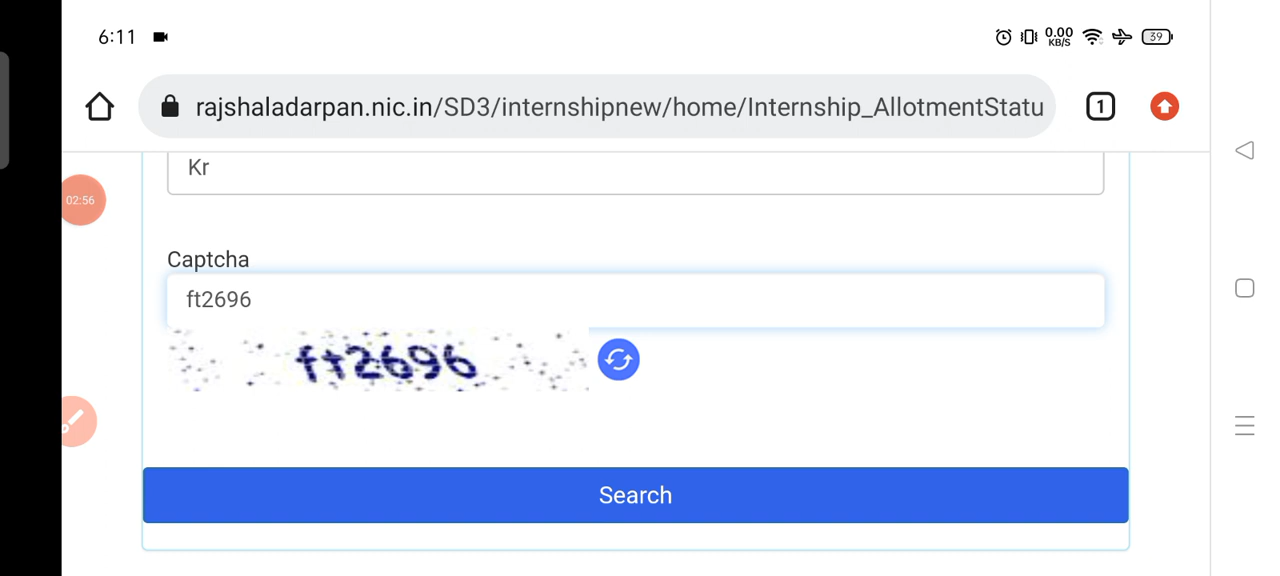 6:11
0.00
KB/S
39
rajshaladarpan.nic.in/SD3/internshipnew/home/Internship_AllotmentStatu
1
Kr
02:56
Captcha
ft2696
ft2696
Search